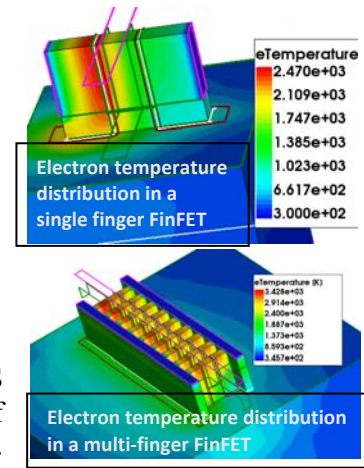 eTemperature
2.470e+03
2.109e+03
1.747e+03
1.385e+03
1.023e+03
6.617e+02
3.000e+02
Electron temperature
distribution in a
single finger FinFET
eTemperature (K)
3.428e+03
2.914e+03
2.400e+03
1.887e+03
1.373e+03
8.593e+02
3.457e+02
Electron temperature distribution
in a multi-finger FinFET